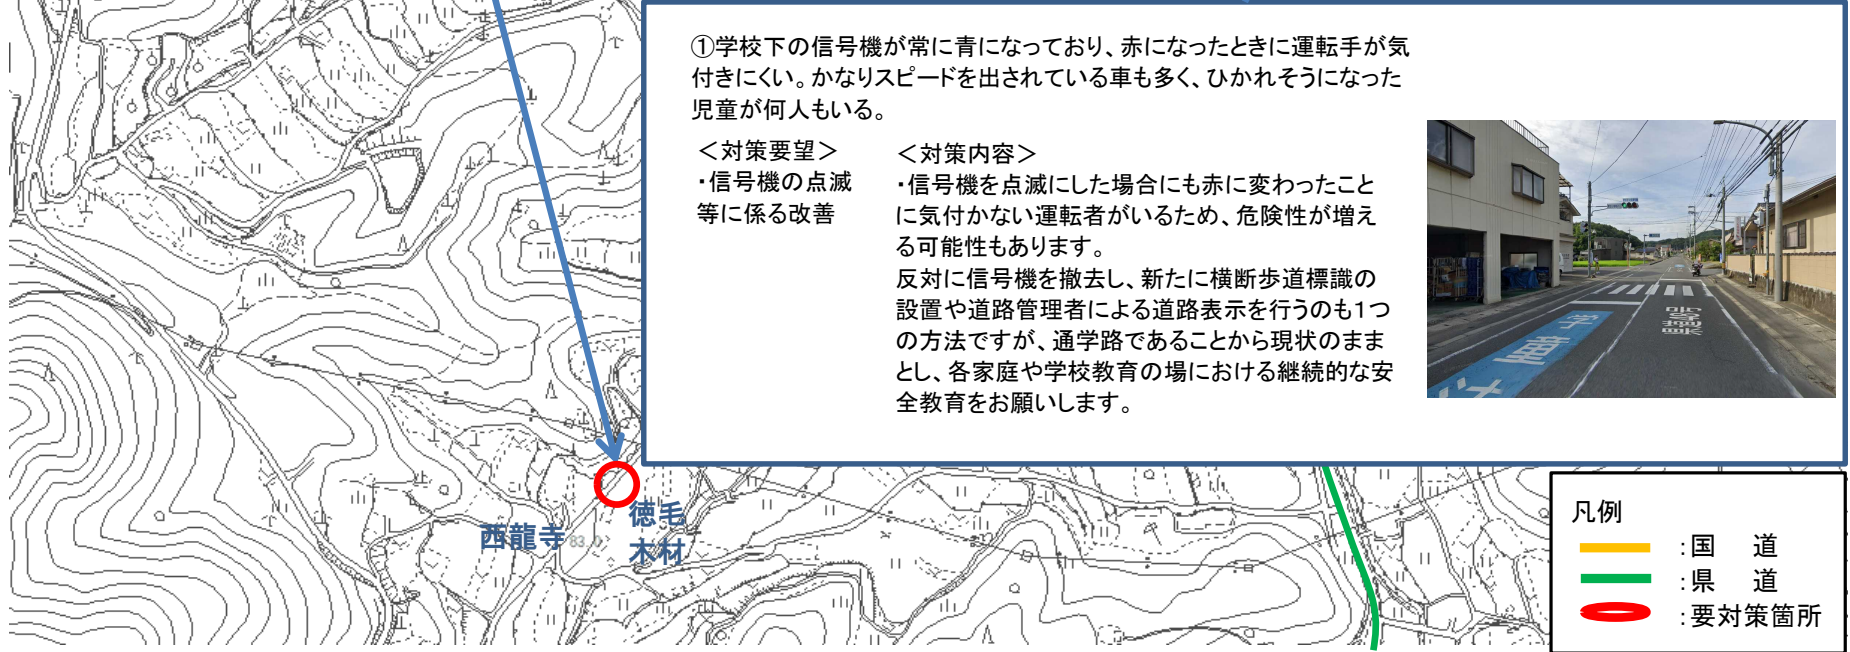 ①学校下の信号機が常に青になっており、赤になったときに運転手が気
付きにくい。かなりスピードを出されている車も多く、ひかれそうになった
児童が何人もいる。
＜対策要望＞
・信号機の点滅
等に係る改善
＜対策内容＞
・信号機を点滅にした場合にも赤に変わったこと
に気付かない運転者がいるため、危険性が増え
る可能性もあります。
反対に信号機を撤去し、新たに横断歩道標識の
設置や道路管理者による道路表示を行うのも1つ
の方法ですが、通学路であることから現状のまま
とし、各家庭や学校教育の場における継続的な安
全教育をお願いします。
徳毛
木材
西龍寺
83.0
凡例
:国　道
:県　道
:要対策箇所